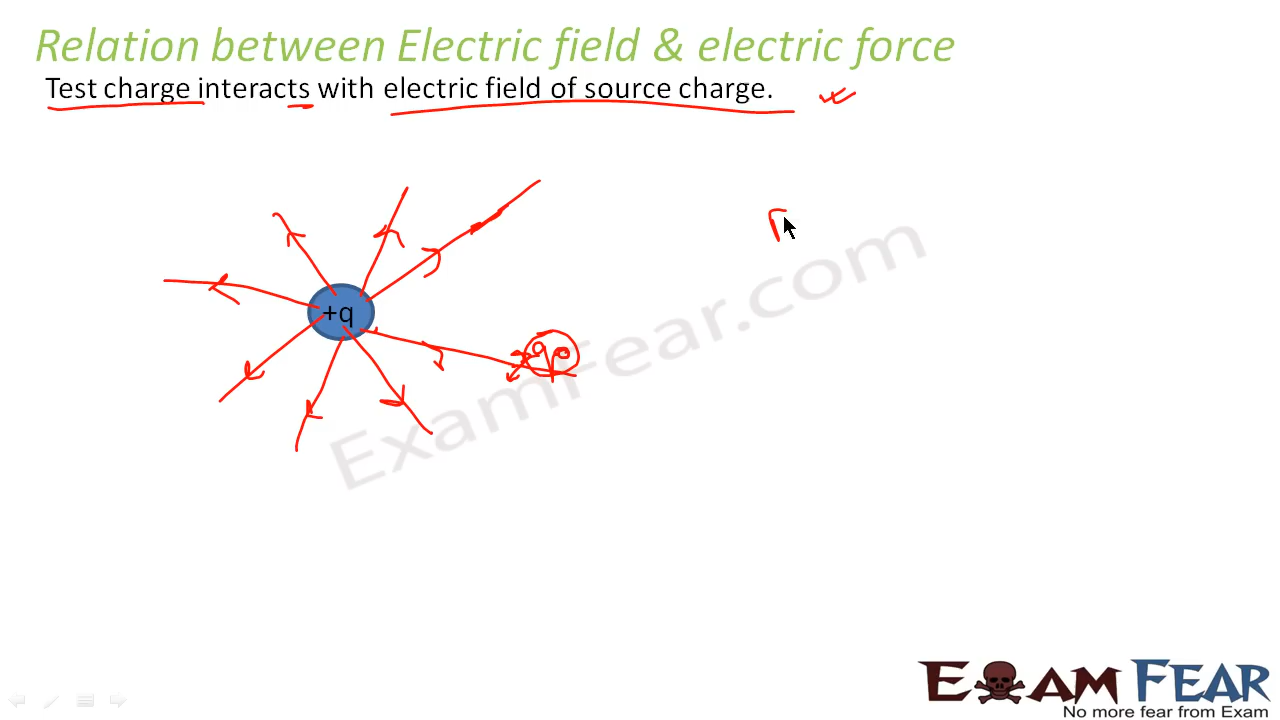 Relation between Electric field & electric force
Test charge interacts with electric field of source charge.
+q
q0
ExamFear.com
EXAM FEAR
No more fear from Exam